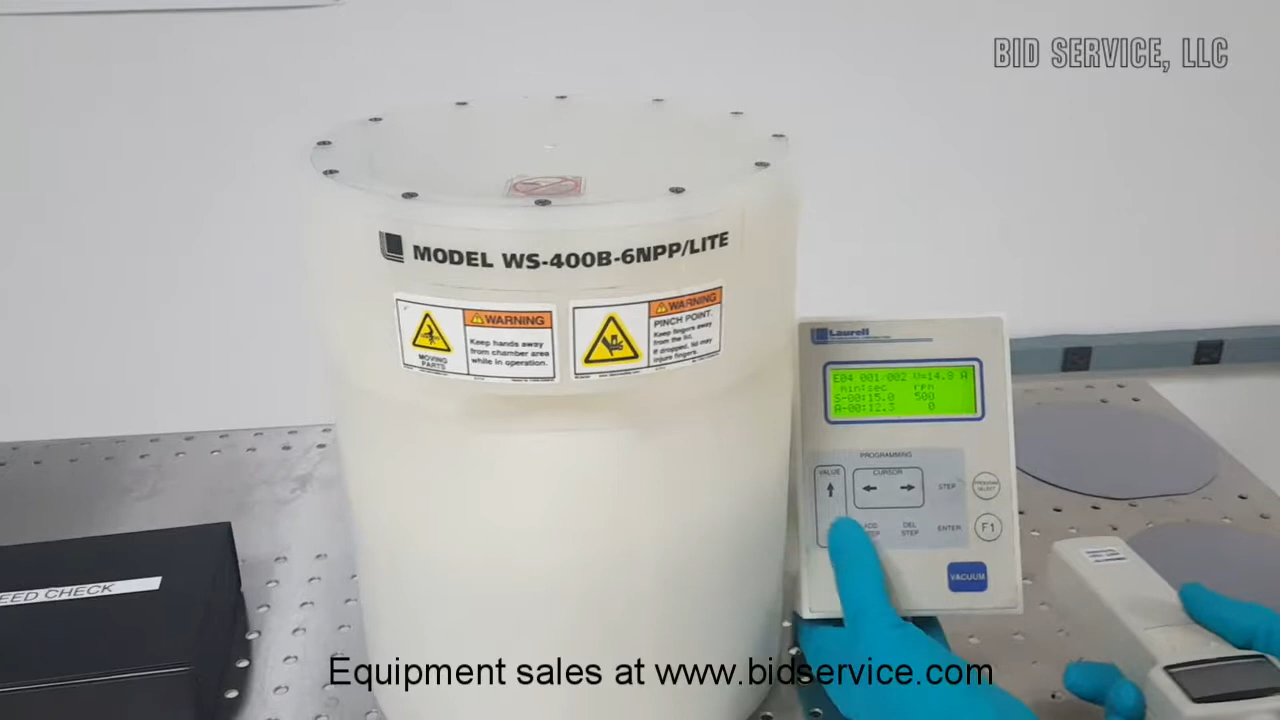 BID SERVICE, LLC
MODEL WS-400B-6NPP/LITE
WARNING
Keep hands away
from chamber area
while in operation.
MOVING
PARTS
WARNING
PINCH POINT.
Keep fingers away
from the lid.
If dropped, lid may
injure fingers.
Laurell
E04 001/002 V=14.9 A
min:sec rpm
S-00:15.0 500
A-00:12.5 0
PROGRAMMING
VALUE
CURSOR
STEP
PROGRAM
SELECT
ADD
STEP
DEL
STEP
ENTER
F1
VACUUM
EED CHECK
Equipment sales at www.bidservice.com